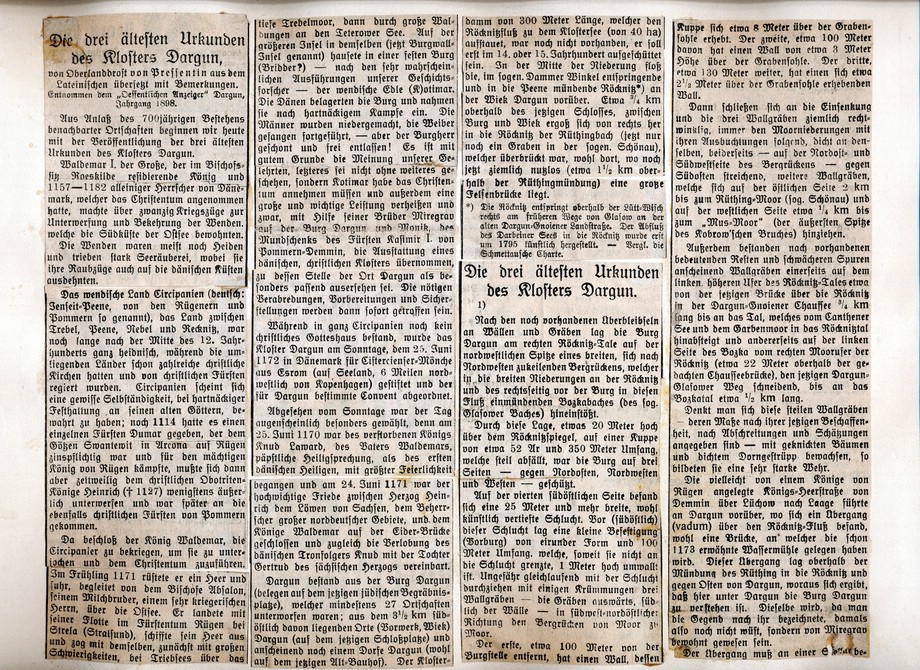 Die drei ältesten Urkunden
des Klosters Dargun,
von Oberlanddrost von Pressentin aus dem
Lateinischen übersetzt mit Bemerkungen.
Entnommen dem „Oeffentlichen Anzeiger" Dargun,
Jahrgang 1898.
Aus Anlaß des 700jährigen Bestehens
benachbarter Ortschaften beginnen wir heute
mit der Veröffentlichung der drei ältesten
Urkunden des Klosters Dargun.
Waldemar I. der Große, der im Bischofs-
sitz Roeskilde residierende König und
1157—1182 alleiniger Herrscher von Däne-
mark, welcher das Christentum angenommen
hatte, machte über zwanzig Kriegszüge zur
Unterwerfung und Bekehrung der Wenden,
welche die Südküste der Ostsee bewohnten.
Die Wenden waren meist noch Heiden
und trieben stark Seeräuberei, wobei sie
ihre Raubzüge auch auf die dänischen Küsten
ausdehnten.
Das wendische Land Circipanien (deutsch:
Jenseit-Peene, von den Rügenern und
Pommern so genannt), das Land zwischen
Trebel, Peene, Nebel und Recknitz, war
noch lange nach der Mitte des 12. Jahr-
hunderts ganz heidnisch, während die um-
liegenden Länder schon zahlreiche christliche
Kirchen hatten und von christlichen Fürsten
regiert wurden. Circipanien scheint sich
eine gewisse Selbständigkeit, bei hartnäckiger
Festhaltung an seinen alten Göttern, be-
wahrt zu haben; noch 1114 hatte es einen
einzelnen Fürsten Dumar gegeben, der dem
Götzen Swantewit in Arcona auf Rügen
zinspflichtig war und für den mächtigen
König von Rügen kämpfte, mußte sich dann
aber zeitweilig dem christlichen Obotriten-
Könige Heinrich († 1127) wenigstens äußer-
lich unterwerfen und war später an die
ebenfalls christlichen Fürsten von Pommern
gekommen.
Da beschloß der König Waldemar, die
Circipanier zu bekriegen, um sie zu unter-
jochen und dem Christentum zuzuführen.
Im Frühling 1171 rüstete er ein Heer und
fuhr, begleitet von dem Bischofe Absalon,
seinem Milchbruder, einem sehr kriegerischen
Herrn, über die Ostsee. Er landete mit
seiner Flotte im Fürstentum Rügen bei
Strela (Stralsund), schiffte sein Heer aus
und zog mit demselben, zunächst mit großen
Schwierigkeiten, bei Triebsees über das
tiefe Trebelmoor, dann durch große Wal-
dungen an den Teterower See. Auf der
größeren Insel in demselben (jetzt Burgwall-
Insel genannt) hausete in einer festen Burg
(Bridder?) — nach den sehr wahrschein-
lichen Ausführungen unserer Geschichts-
forscher — der wendische Edle (K)otimar.
Die Dänen belagerten die Burg und nahmen
sie nach hartnäckigem Kampfe ein. Die
Männer wurden niedergemacht, die Weiber
gefangen fortgeführt, — aber der Burgherr
geschont und frei entlassen! Es ist mit
gutem Grunde die Meinung unserer Ge-
lehrten, letzteres sei nicht ohne weiteres ge-
schehen, sondern Kotimar habe das Christen-
tum annehmen müssen und außerdem eine
große und wichtige Leistung verheißen und
zwar, mit Hilfe seiner Brüder Miregrav
auf der Burg Dargun und Monik, des
Mundschenks des Fürsten Kasimir I. von
Pommern-Demmin, die Ausstattung eines
dänischen, christlichen Klosters übernommen,
zu dessen Stelle der Ort Dargun als be-
sonders passend ausersehen sei. Die nötigen
Berabredungen, Vorbereitungen und Sicher-
stellungen werden dann sofort getroffen sein.
Während in ganz Circipanien noch kein
christliches Gotteshaus bestand, wurde das
Kloster Dargun am Sonntage, dem 25. Juni
1172 in Dänemark für Cistercienser-Mönche
aus Esrom (auf Seeland, 6 Meilen nord-
westlich von Kopenhagen) gestiftet und der
für Dargun bestimmte Convent abgeordnet.
Abgesehen vom Sonntage war der Tag
augenscheinlich besonders gewählt, denn am
25. Juni 1170 war des verstorbenen Königs
Knud Laward, des Vaters Waldemars,
päpstliche Heiligsprechung, als des ersten
dänischen Heiligen, mit größter Feierlichkeit
begangen und am 24. Juni 1171 war der
hochwichtige Friede zwischen Herzog Hein-
rich dem Löwen von Sachsen, dem Beherr-
scher großer norddeutscher Gebiete, und dem
Könige Waldemar auf der Eider-Brücke
geschlossen und zugleich die Verlobung des
dänischen Tronfolgers Knud mit der Tochter
Gertrud des sächsischen Herzogs vereinbart.
Dargun bestand aus der Burg Dargun
(belegen auf dem jetzigen jüdischen Begräbnis-
platze), welcher mindestens 27 Ortschaften
unterworfen waren; aus dem 3¼ km süd-
östlich davon liegenden Orte (Vorwerk, Wiek)
Dargun (auf dem jetzigen Schloßplatze) und
anscheinend noch einem Orte Dargun (wohl
auf dem jetzigen Alt-Bauhof). Der Kloster-
damm von 300 Meter Länge, welcher den
Röcknitzfluß zu dem Klostersee (von 40 ha)
aufstaut, war noch nicht vorhanden, er soll
erst im 14. oder 15. Jahrhundert aufgeschüttet
sein. In der Mitte der Niederung floß
die, im sogen. Dammer Winkel entspringende
und in die Peene mündende Röcknitz*) an
der Wiek Dargun vorüber. Etwa ¾ km
oberhalb des jetzigen Schlosses, zwischen
Burg und Wiek ergoß sich von rechts her
in die Röcknitz der Rüthingbach (jetzt nur
noch ein Graben in der sogen. Schönau),
welcher überbrückt war, wohl dort, wo noch
jetzt ziemlich nutzlos (etwa 1½ km ober-
halb der Rüthingmündung) eine große
Felsenbrücke liegt.
*) Die Röcknitz entspringt oberhalb der Lütt-Wisch
rechts am früheren Wege von Glasow an der
alten Dargun-Gnoiener Landstraße. Der Abfluß
des Darbeiner Sees in die Röcknitz wurde erst
um 1795 künstlich hergestellt. — Vergl. die
Schmettausche Charte.
Die drei ältesten Urkunden
des Klosters Dargun.
1)
Nach den noch vorhandenen Überbleibseln
an Wällen und Gräben lag die Burg
Dargun am rechten Röcknitz-Tale auf der
nordwestlichen Spitze eines breiten, sich nach
Nordwesten zukeilenden Bergrückens, welcher
in die breiten Niederungen an der Röcknitz
und des rechtsseitig vor der Burg in diesen
Fluß einmündenden Bozkabaches (des sog.
Glasower Baches) hineinstößt.
Durch diese Lage, etwas 20 Meter hoch
über dem Röcknitzspiegel, auf einer Kuppe
von etwa 52 Ar und 350 Meter Umfang,
welche steil abfällt, war die Burg auf drei
Seiten — gegen Nordosten, Nordwesten
und Westen — geschützt.
Auf der vierten südöstlichen Seite befand
sich eine 25 Meter und mehr breite, wohl
künstlich vertiefte Schlucht. Vor (südöstlich)
dieser Schlucht lag eine kleine Befestigung
(Vorburg) von eirunder Form und 100
Meter Umfang, welche, soweit sie nicht an
die Schlucht grenzte, 1 Meter hoch umwallt
ist. Ungefähr gleichlaufend mit der Schlucht
durchziehen mit einigen Krümmungen drei
Wallgräben — die Gräben auswärts, süd-
lich der Wälle — in südwest-nordöstlicher
Richtung den Bergrücken von Moor zu
Moor.
Der erste, etwa 100 Meter von der
Burgstelle entfernt, hat einen Wall, dessen
Kuppe sich etwa 8 Meter über der Graben-
sohle erhebt. Der zweite, etwa 100 Meter
davon hat einen Wall von etwa 3 Meter
Höhe über der Grabensohle. Der dritte,
etwa 130 Meter weiter, hat einen sich etwa
2½ Meter über der Grabensohle erhebenden
Wall.
Dann schließen sich an die Einsenkung
und die drei Wallgräben, ziemlich recht-
winklig, immer den Moorniederungen mit
ihren Ausbuchtungen folgend, dicht an den-
selben, beiderseits — auf der Nordost- und
Südwestseite des Bergrückens — gegen
Südosten streichend, weitere Wallgräben,
welche sich auf der östlichen Seite 2 km
bis zum Rüthing-Moor (sog. Schönau) und
auf der westlichen Seite etwa ¼ km bis
zum „Mus-Moor" (der äußersten Spitze
des Kobrowschen Bruches) hinziehen.
Außerdem bestanden nach vorhandenen
bedeutenden Resten und schwächeren Spuren
anscheinend Wallgräben einerseits auf dem
linken, höheren Ufer des Röcknitz-Tales etwa
von der jetzigen Brücke über die Röcknitz
in der Dargun-Gnoiener Chaussee ¾ km
lang bis an das Tal, welches vom Canthener
See und dem Garbenmoor in das Röcknitztal
hinabsteigt und andererseits auf der linken
Seite des Bozka vom rechten Moorufer der
Röcknitz (etwa 22 Meter oberhalb der ge-
dachten Chausseebrücke), den jetzigen Dargun-
Glasower Weg schneidend, bis an das
Bozkatal etwa ½ km lang.
Denkt man sich diese steilen Wallgräben
— deren Maße nach ihrer jetzigen Beschaffen-
heit, nach Abschreitungen und Schätzungen
angegeben sind — mit geknickten Bäumen
und dichtem Dorngestrüpp bewachsen, so
bildeten sie eine sehr starke Wehr.
Die vielleicht von einem Könige von
Rügen angelegte Königs-Heerstraße von
Demmin über Lüchow nach Laage führte
an Dargun vorüber, wo sich ein Übergang
(vadum) über den Röcknitz-Fluß befand,
wohl eine Brücke, an welcher die schon
1173 erwähnte Wassermühle gelegen haben
wird. Dieser Übergang lag oberhalb der
Mündung des Rüthing in die Röcknitz und
gegen Osten von Dargun, woraus sich ergibt,
daß hier unter Dargun die Burg Dargun
zu verstehen ist. Dieselbe wird, da man
die Gegend nach ihr bezeichnete, damals
also noch nicht wüst, sondern von Miregrav
bewohnt gewesen sein.
Der Übergang muß an einer Stelle be-